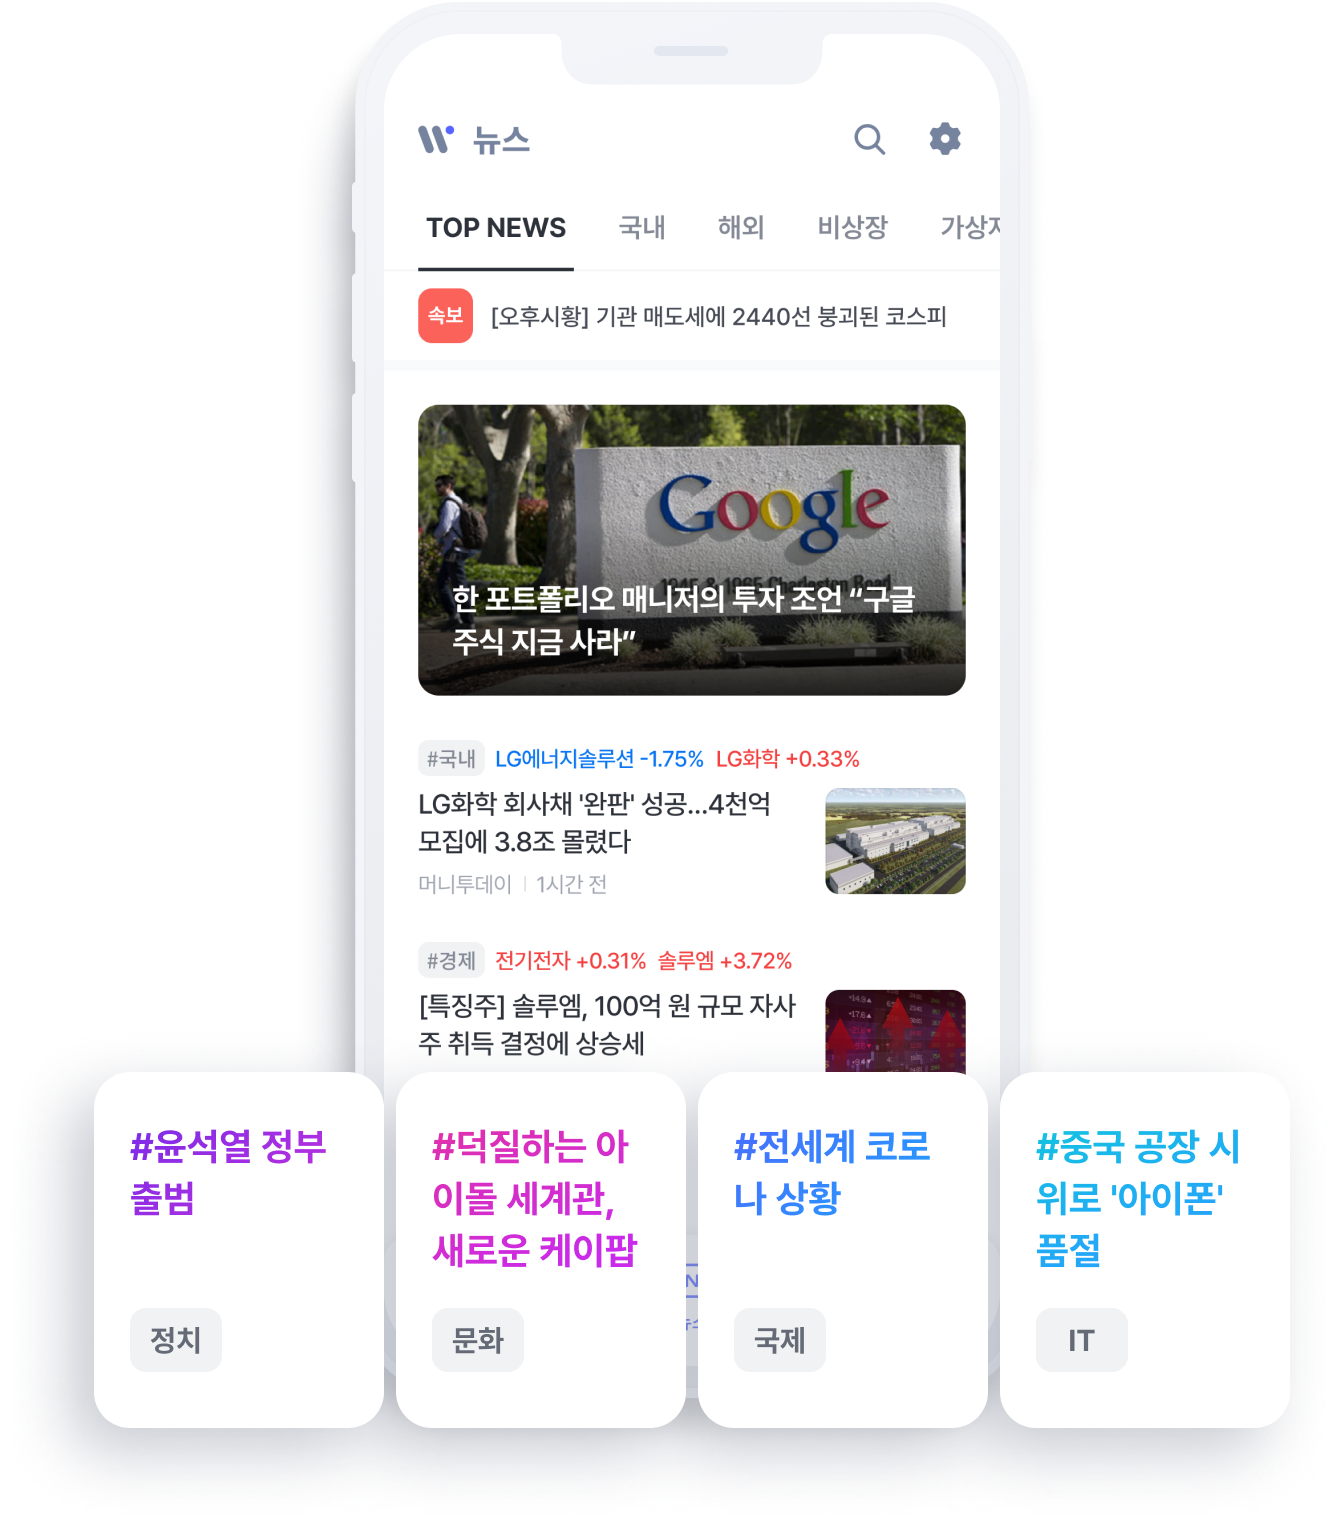 뉴스
TOP NEWS 국내 해외 비상장
속보 [오후시황] 기관 매도세에 2440선 붕괴된 코스피
Google
1945 & 1965 Charleston Road
한 포트폴리오 매니저의 투자 조언 “구글
주식 지금 사라”
#국내 LG에너지솔루션 -1.75% LG화학 +0.33%
LG화학 회사채 '완판' 성공...4천억
모집에 3.8조 몰렸다
머니투데이 | 1시간 전
#경제 전기전자 +0.31% 솔루엠 +3.72%
[특징주] 솔루엠, 100억 원 규모 자사
주 취득 결정에 상승세
#윤석열 정부
출범
정치
#덕질하는 아
이돌 세계관,
새로운 케이팝
문화
#전세계 코로
나 상황
국제
#중국 공장 시
위로 '아이폰'
품절
IT